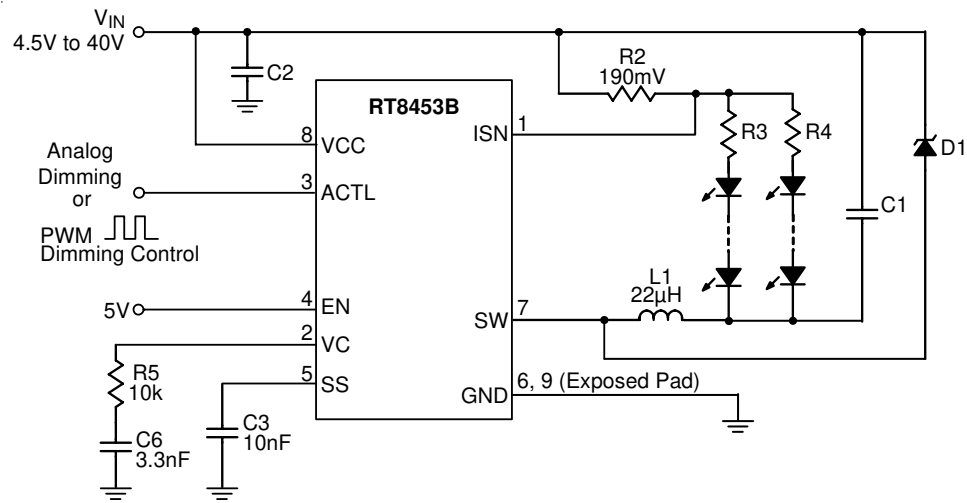 VIN
4.5V to 40V
C2
R2
190mV
RT8453B
ISN
1
R3
R4
D1
8
VCC
Analog
Dimming
or
PWM
Dimming Control
3
ACTL
C1
L1
22µH
5V
4
EN
SW
7
2
VC
R5
10k
5
SS
GND
6, 9 (Exposed Pad)
C6
3.3nF
C3
10nF